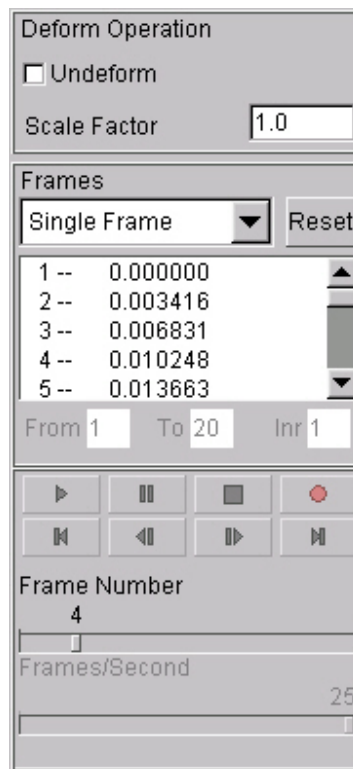 Deform Operation
Undeform
Scale Factor 1.0
Frames
Single Frame Reset
1 -- 0.000000
2 -- 0.003416
3 -- 0.006831
4 -- 0.010248
5 -- 0.013663
From 1 To 20 Inr 1
Frame Number
4
Frames/Second
25